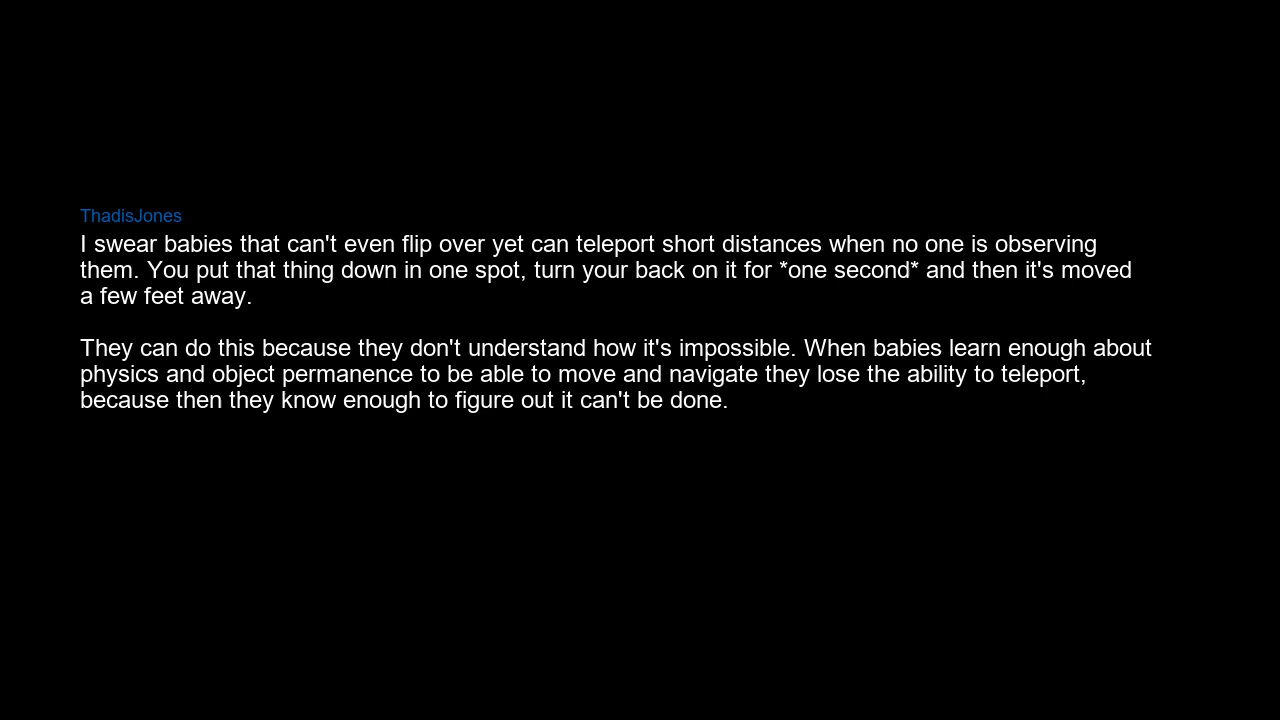 ThadisJones
I swear babies that can't even flip over yet can teleport short distances when no one is observing
them. You put that thing down in one spot, turn your back on it for *one second* and then it's moved
a few feet away.
They can do this because they don't understand how it's impossible. When babies learn enough about
physics and object permanence to be able to move and navigate they lose the ability to teleport,
because then they know enough to figure out it can't be done.